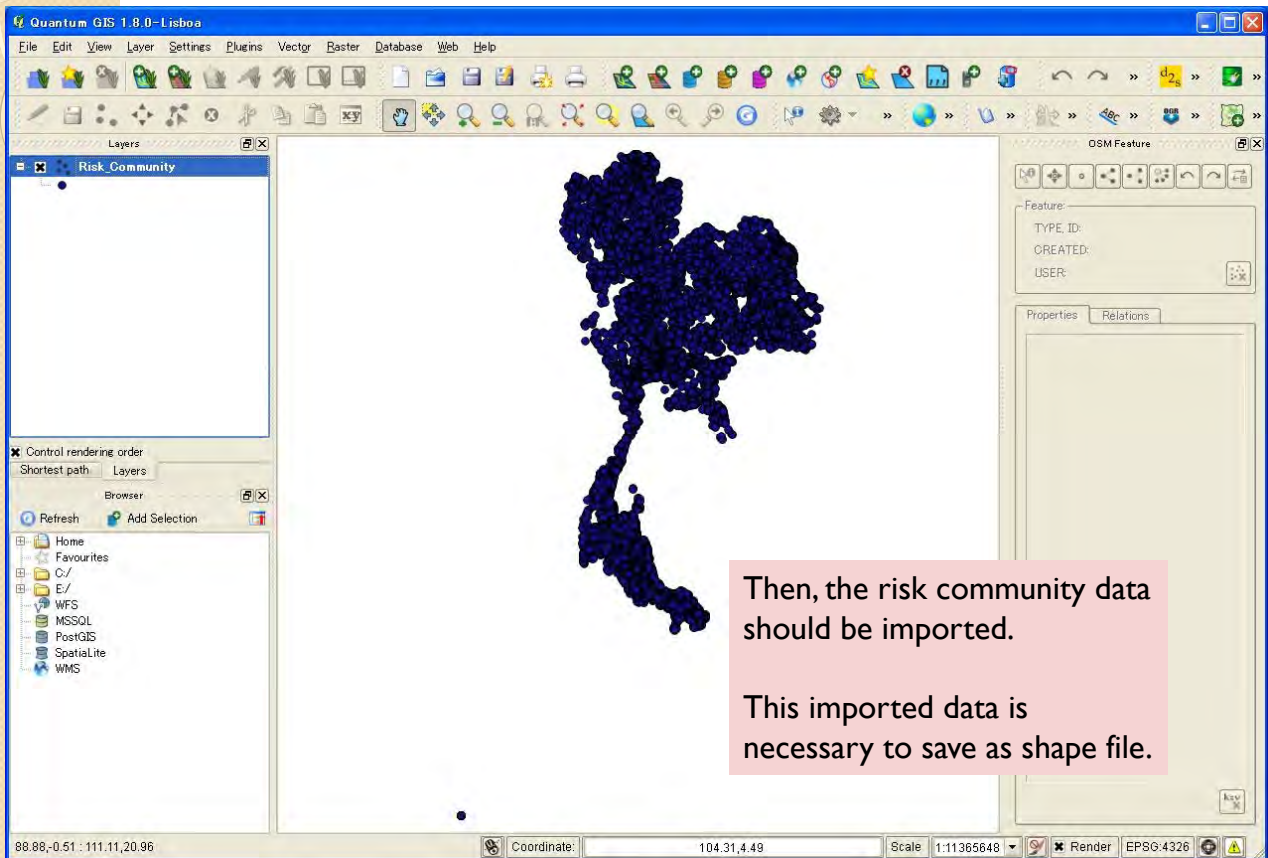 Quantum GIS 1.8.0-Lisboa
File Edit View Layer Settings Plugins Vector Raster Database Web Help
Layers
Risk_Community
Control rendering order
Shortest path Layers
Browser
Refresh Add Selection
Home
Favourites
C:/
E:/
WFS
MSSQL
PostGIS
SpatiaLite
WMS
OSM Feature
Feature:
TYPE, ID:
CREATED:
USER:
Properties Relations
Then, the risk community data
should be imported.
This imported data is
necessary to save as shape file.
88.88,-0.51 : 111.11,20.96 Coordinate: 104.31,4.49 Scale 1:11365648 Render EPSG:4326